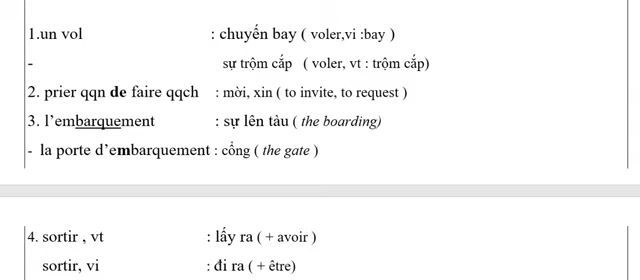 1.un vol : chuyến bay ( voler,vi :bay )
- sự trộm cắp ( voler, vt : trộm cắp)
2. prier qqn de faire qqch : mời, xin ( to invite, to request )
3. l’embarquement : sự lên tàu ( the boarding)
- la porte d’embarquement : cổng ( the gate )
4. sortir , vt : lấy ra ( + avoir )
sortir, vi : đi ra ( + être)